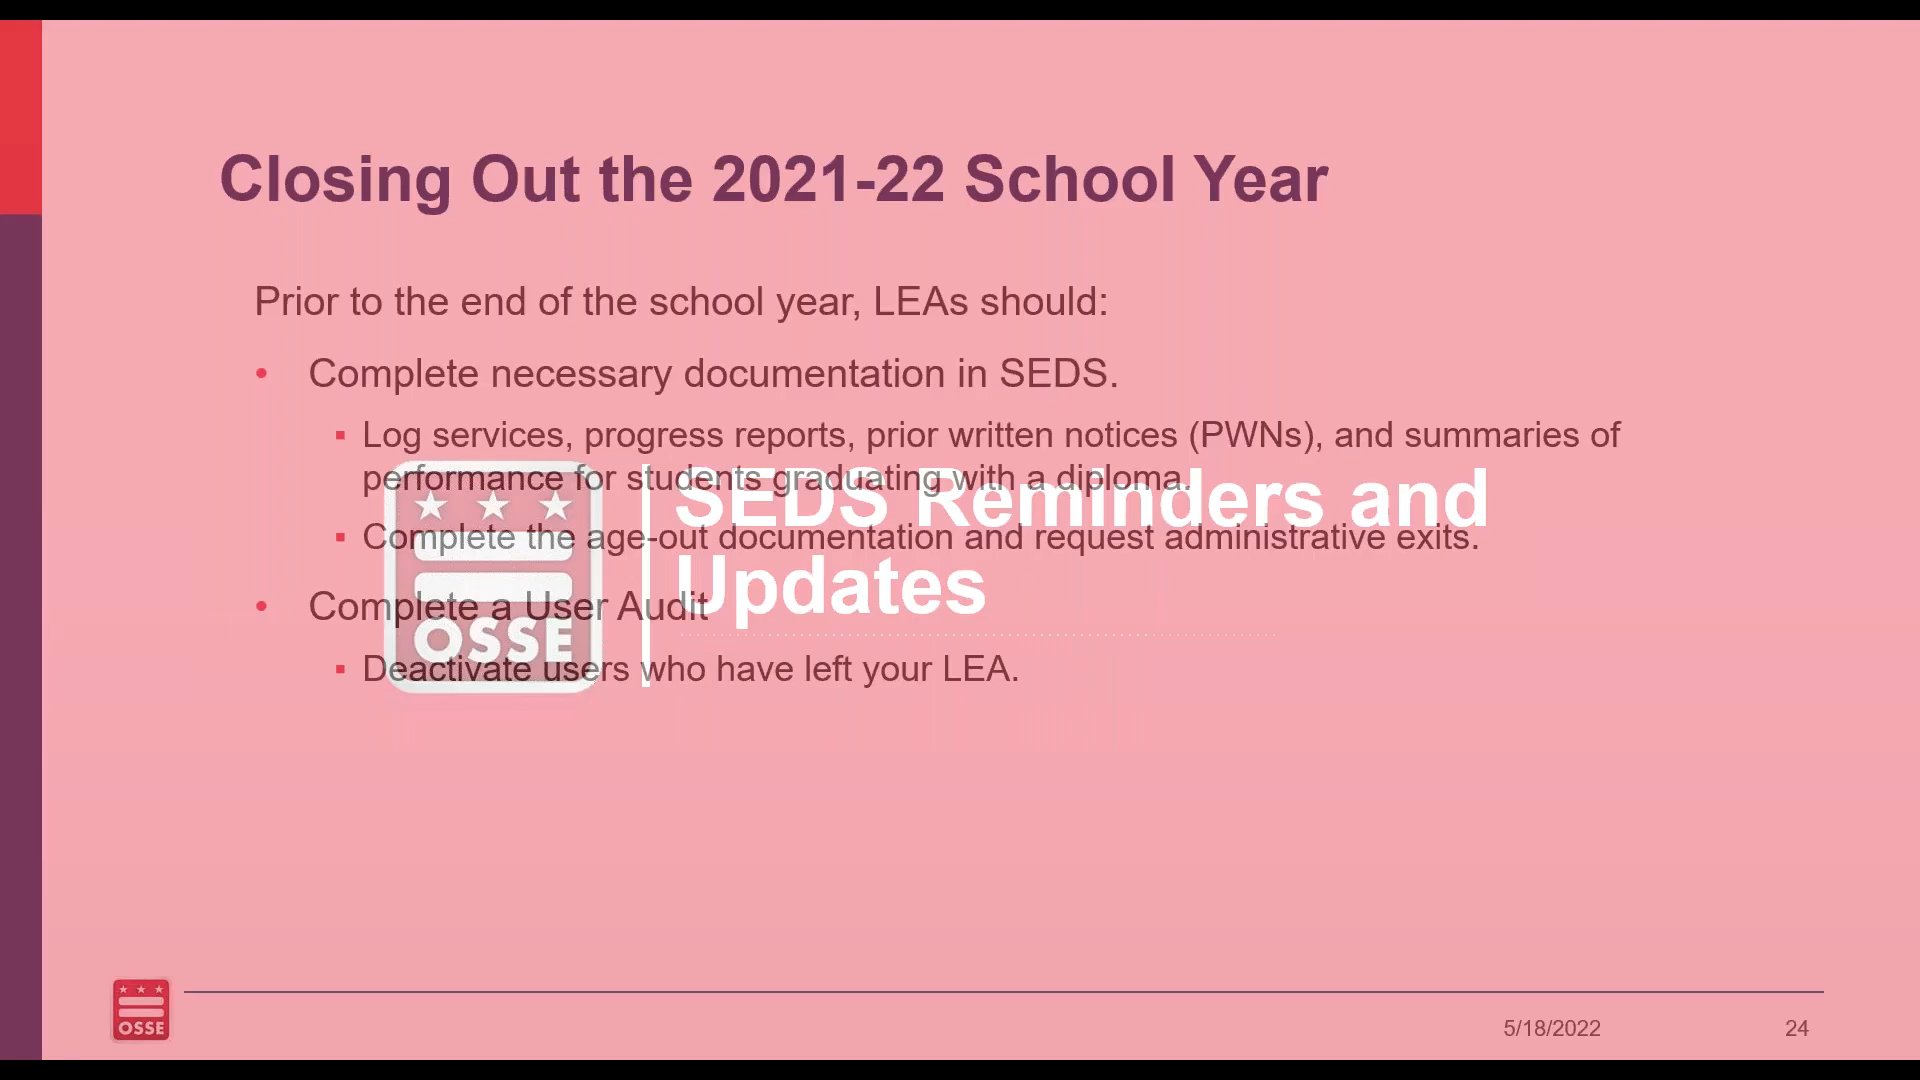 Closing Out the 2021-22 School Year
Prior to the end of the school year, LEAs should:
• Complete necessary documentation in SEDS.
▪ Log services, progress reports, prior written notices (PWNs), and summaries of
performance for students graduating with a diploma.
▪ Complete the age-out documentation and request administrative exits.
• Complete a User Audit
▪ Deactivate users who have left your LEA.
SEDS Reminders and
Updates
OSSE
OSSE
5/18/2022
24